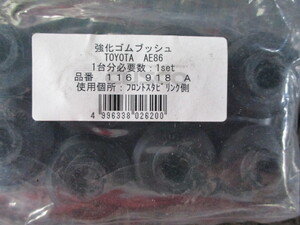 強化ゴムブッシュ
TOYOTA AE86
1台分必要数:1set
品番 116 918 A
使用個所:フロントスタビリンク側
4 996338 026200